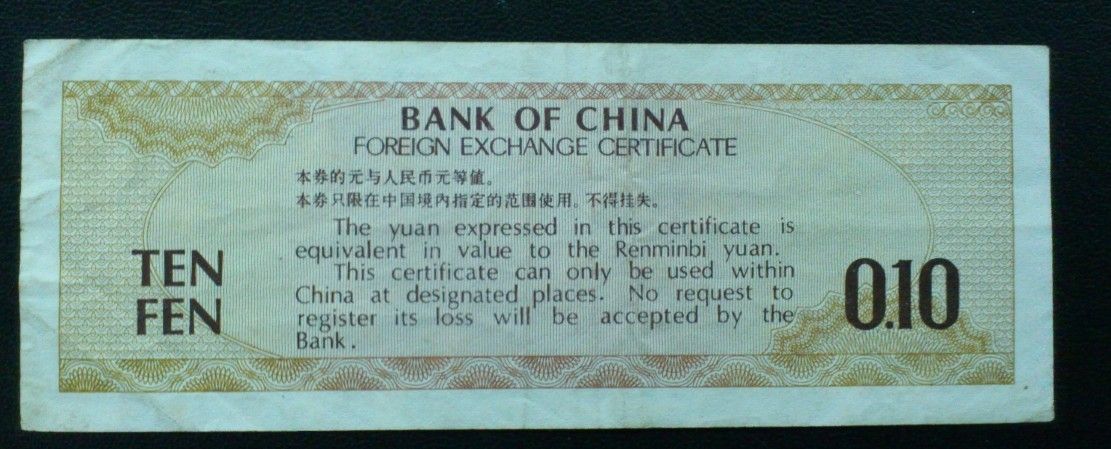 BANK OF CHINA
FOREIGN EXCHANGE CERTIFICATE
本券的元与人民币元等值。
本券只限在中国境内指定的范围使用。不得挂失。
The yuan expressed in this certificate is
equivalent in value to the Renminbi yuan.
This certificate can only be used within
China at designated places. No request to
register its loss will be accepted by the
Bank.
TEN
FEN
0.10